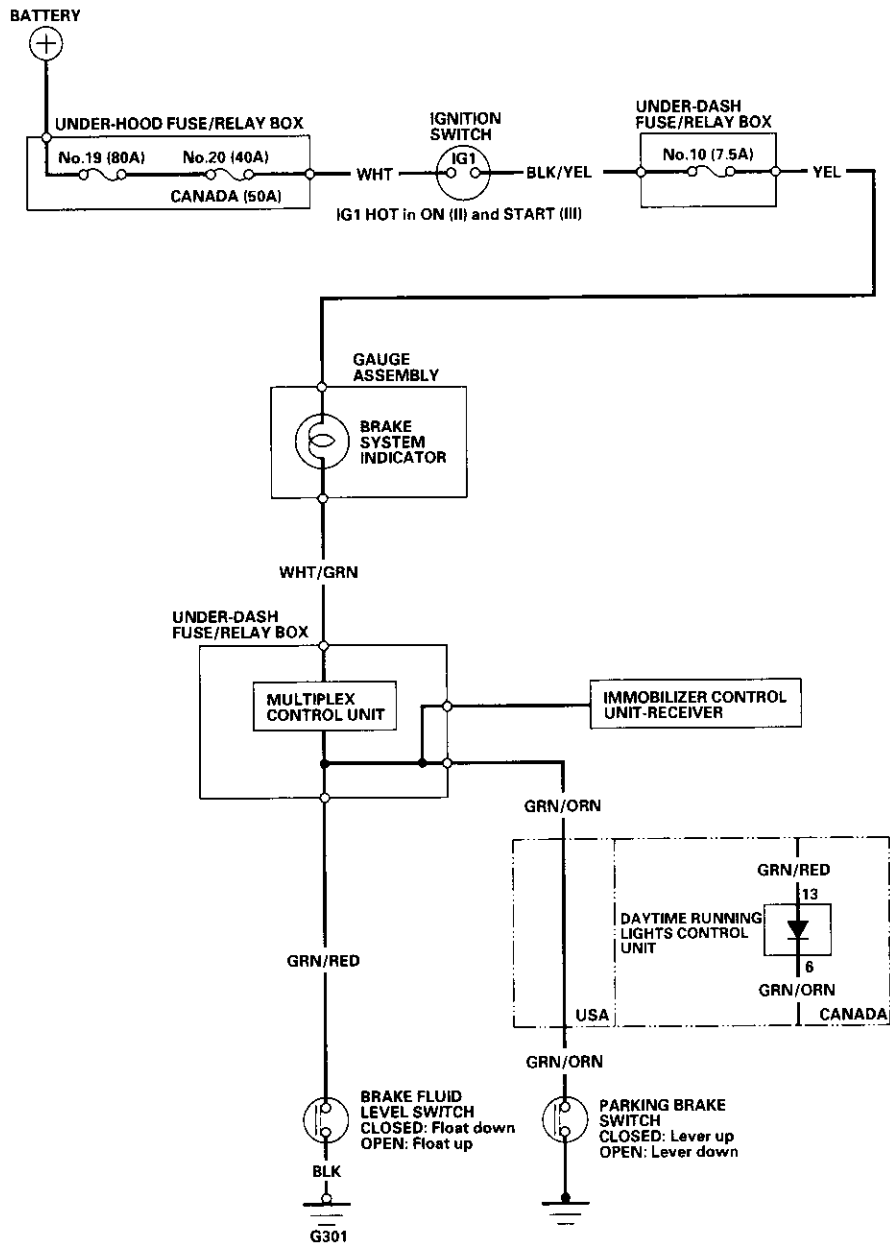 BATTERY
UNDER-HOOD FUSE/RELAY BOX
No.19 (80A)
No.20 (40A)
CANADA (50A)
WHT
IGNITION
SWITCH
IG1
IG1 HOT in ON (II) and START (III)
BLK/YEL
UNDER-DASH
FUSE/RELAY BOX
No.10 (7.5A)
YEL
GAUGE
ASSEMBLY
BRAKE
SYSTEM
INDICATOR
WHT/GRN
UNDER-DASH
FUSE/RELAY BOX
MULTIPLEX
CONTROL UNIT
IMMOBILIZER CONTROL
UNIT-RECEIVER
GRN/ORN
GRN/RED
13
DAYTIME RUNNING
LIGHTS CONTROL
UNIT
6
GRN/ORN
USA
CANADA
GRN/RED
GRN/ORN
BRAKE FLUID
LEVEL SWITCH
CLOSED: Float down
OPEN: Float up
PARKING BRAKE
SWITCH
CLOSED: Lever up
OPEN: Lever down
BLK
G301